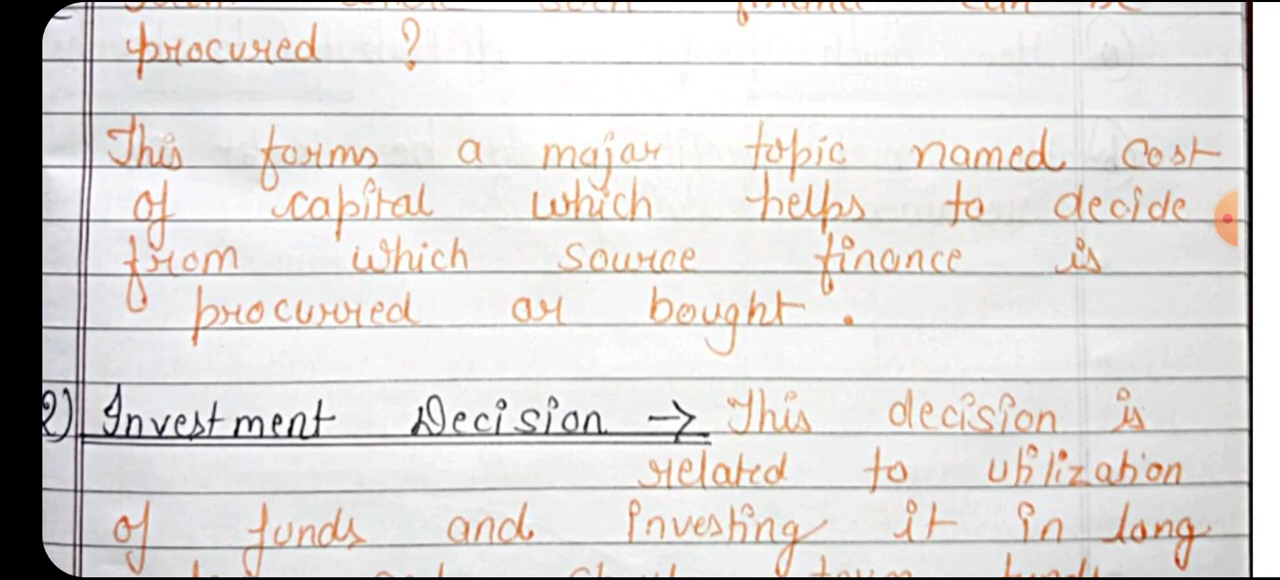 procured ?
This forms a major topic named cost
of capital which helps to decide
from which source finance is
procurred or bought .
2) Investment Decision → This decision is
related to utilization
of funds and investing it in long